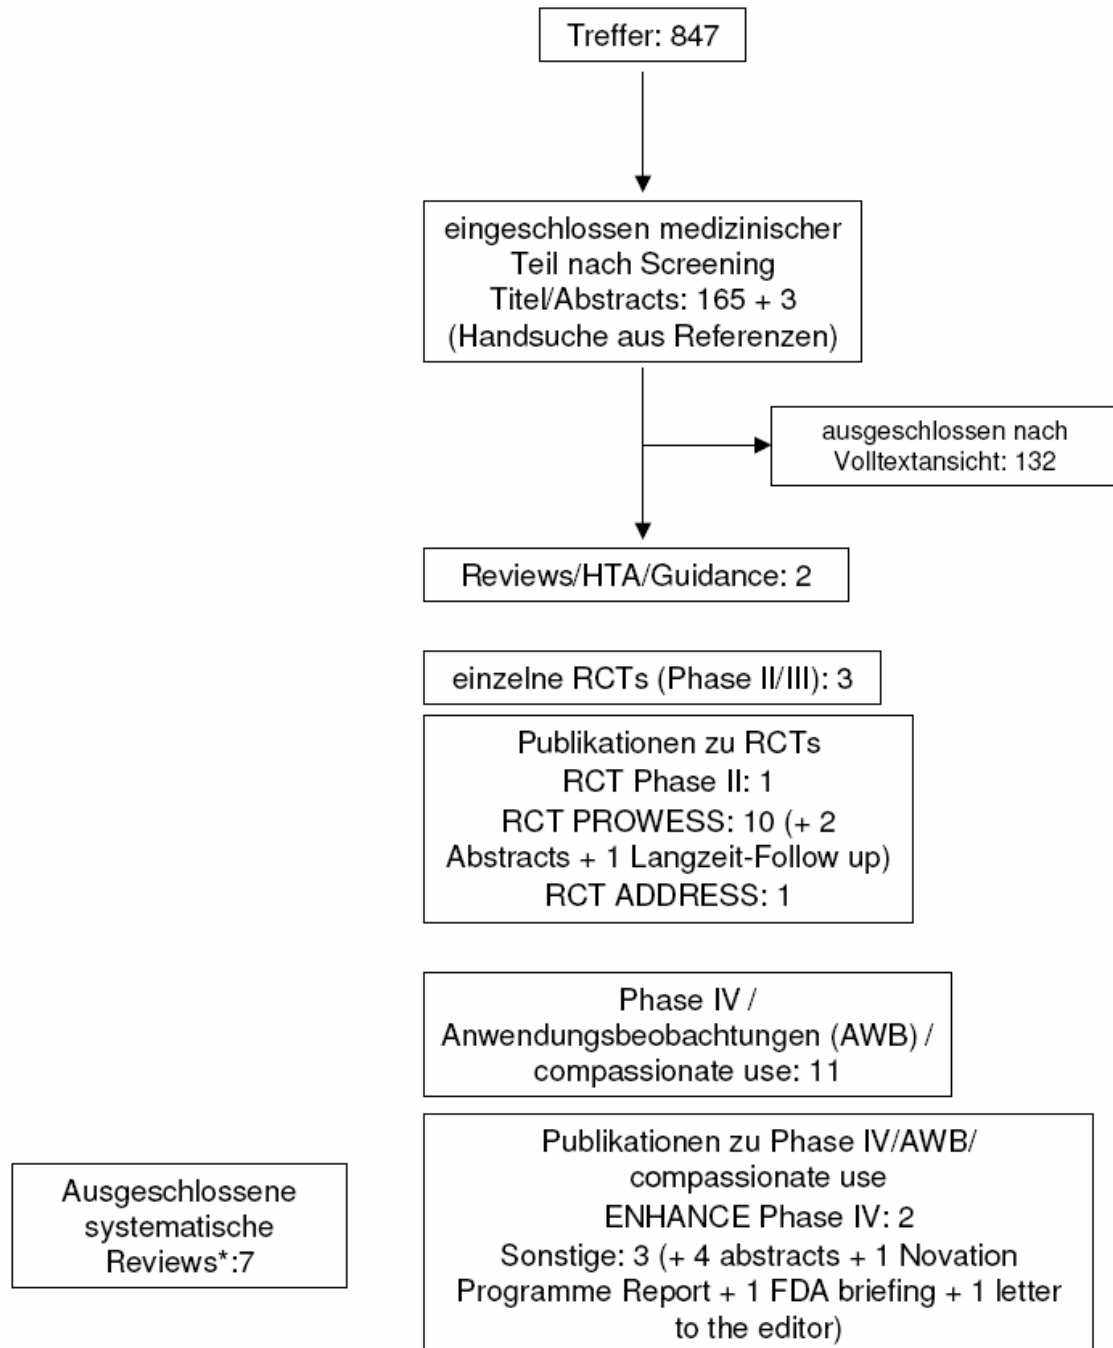 Treffer: 847
eingeschlossen medizinischer
Teil nach Screening
Titel/Abstracts: 165 + 3
(Handsuche aus Referenzen)
ausgeschlossen nach
Volltextansicht: 132
Reviews/HTA/Guidance: 2
einzelne RCTs (Phase II/III): 3
Publikationen zu RCTs
RCT Phase II: 1
RCT PROWESS: 10 (+ 2
Abstracts + 1 Langzeit-Follow up)
RCT ADDRESS: 1
Phase IV /
Anwendungsbeobachtungen (AWB) /
compassionate use: 11
Ausgeschlossene
systematische
Reviews*:7
Publikationen zu Phase IV/AWB/
compassionate use
ENHANCE Phase IV: 2
Sonstige: 3 (+ 4 abstracts + 1 Novation
Programme Report + 1 FDA briefing + 1 letter
to the editor)